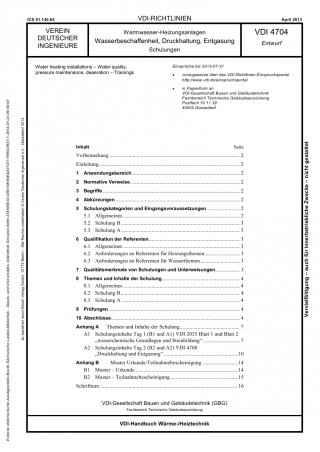 ICS 91.140.65
VDI-RICHTLINIEN
April 2013
VEREIN
DEUTSCHER
INGENIEURE
Warmwasser-Heizungsanlagen
Wasserbeschaffenheit, Druckhaltung, Entgasung
Schulungen
VDI 4704
Entwurf
Water heating installations – Water quality,
pressure maintenance, deaeration – Trainings
Einsprüche bis 2013-07-31
• vorzugsweise über das VDI-Richtlinien-Einspruchsportal
http://www.vdi.de/einspruchsportal
• in Papierform an
VDI-Gesellschaft Bauen und Gebäudetechnik
Fachbereich Technische Gebäudeausrüstung
Postfach 10 11 39
40002 Düsseldorf
Inhalt Seite
Vorbemerkung 2
Einleitung 2
1 Anwendungsbereich 2
2 Normative Verweise 2
3 Begriffe 2
4 Abkürzungen 2
5 Schulungskategorien und Eingangsvoraussetzungen 2
5.1 Allgemeines 2
5.2 Schulung B 3
5.3 Schulung A 3
6 Qualifikation der Referenten 3
6.1 Allgemeines 3
6.2 Anforderungen an Referenten für Heizungsthemen 3
6.3 Anforderungen an Referenten für Wasserthemen 3
7 Qualitätsmerkmale von Schulungen und Unterweisungen 3
8 Themen und Inhalte der Schulung 4
8.1 Allgemeines 4
8.2 Schulung B 4
8.3 Schulung A 4
9 Prüfungen 4
10 Abschlüsse 4
Anhang A Themen und Inhalte der Schulung 7
A1 Schulungsinhalte Tag 1 (B1 und A1) VDI 2035 Blatt 1 und Blatt 2
„wasserchemische Grundlagen und Steinbildung“ 7
A2 Schulungsinhalte Tag 2 (B2 und A2) VDI 4708
„Druckhaltung und Entgasung“ 10
Anhang B Muster Urkunde/Teilnahmebescheinigung 14
B1 Muster – Urkunde 14
B2 Muster – Teilnahmebescheinigung 15
Schrifttum 16
VDI-Gesellschaft Bauen und Gebäudetechnik (GBG)
Fachbereich Technische Gebäudeausrüstung
VDI-Handbuch Wärme-/Heiztechnik
Vervielfältigung – auch für innerbetriebliche Zwecke – nicht gestattet